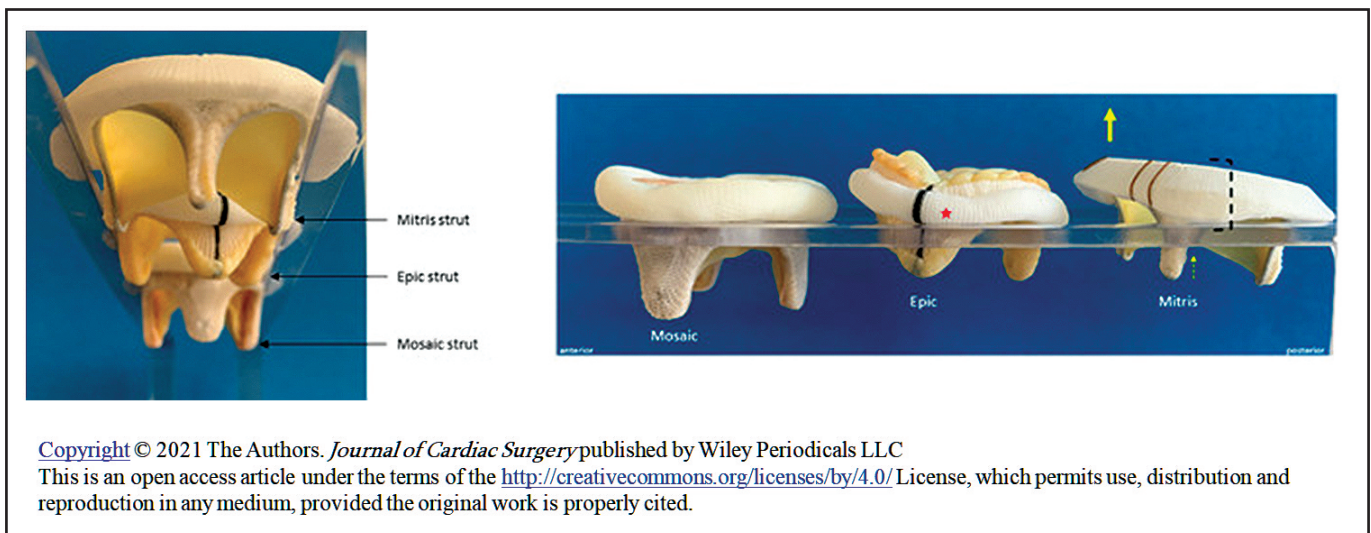 Mitris strut
Epic strut
Mosaic strut
Mosaic
Epic
Mitris
anterior
posterior
Copyright © 2021 The Authors. Journal of Cardiac Surgery published by Wiley Periodicals LLC
This is an open access article under the terms of the http://creativecommons.org/licenses/by/4.0/ License, which permits use, distribution and
reproduction in any medium, provided the original work is properly cited.